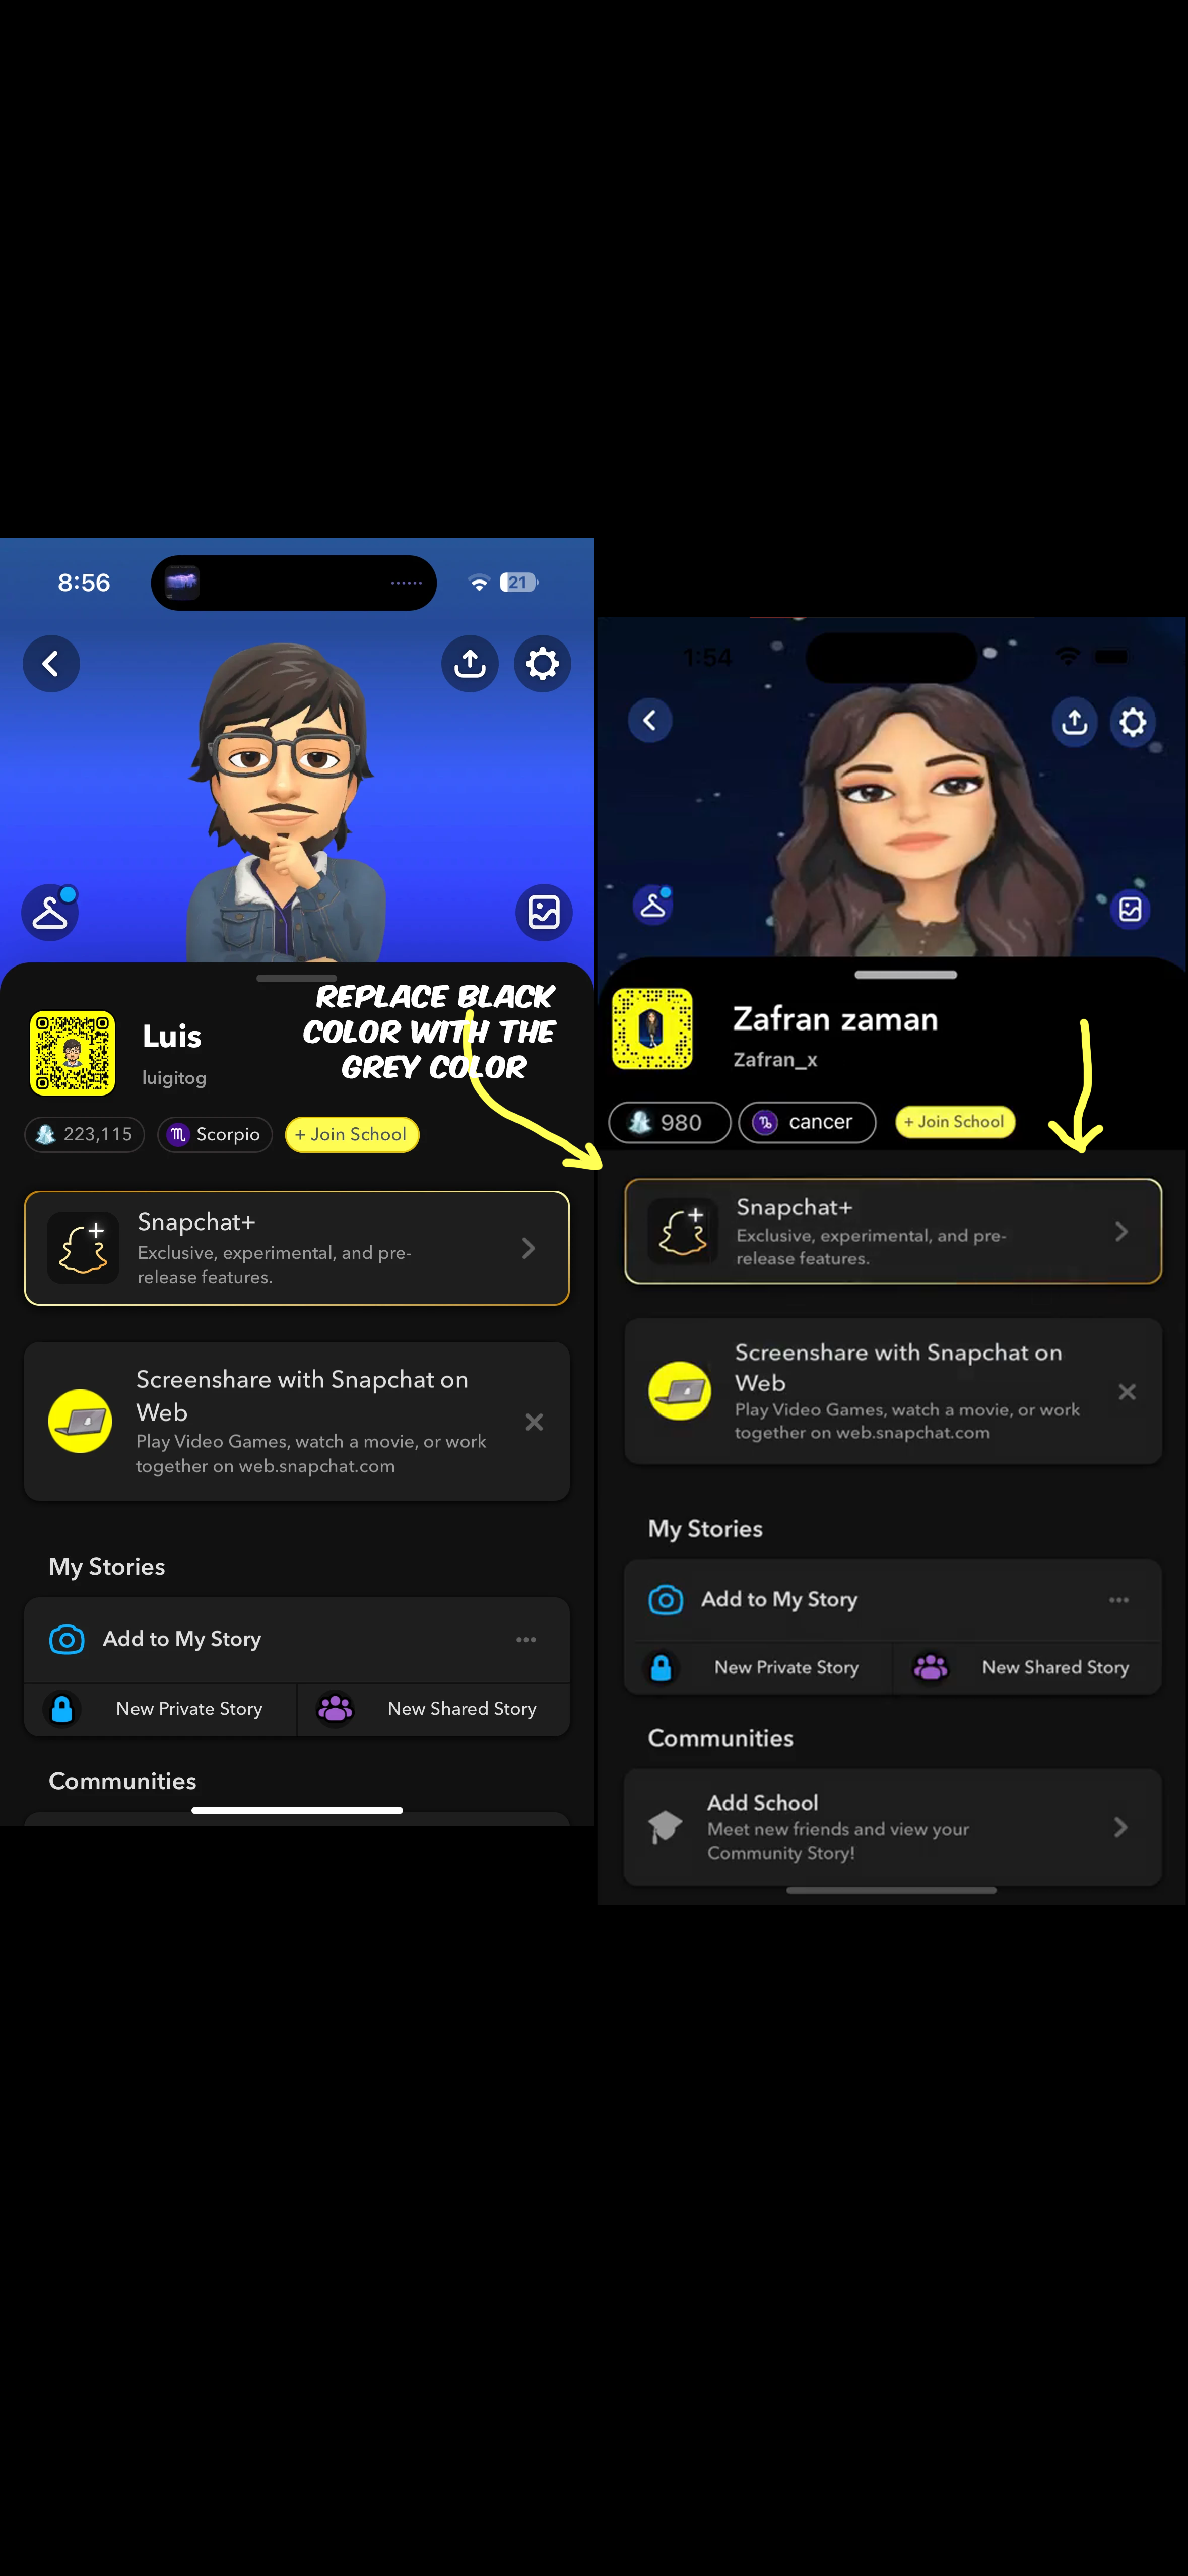 8:56
21
REPLACE BLACK
COLOR WITH THE
GREY COLOR
Luis
luigitog
223,115
Scorpio
+ Join School
Snapchat+
Exclusive, experimental, and pre-
release features.
Screenshare with Snapchat on
Web
Play Video Games, watch a movie, or work
together on web.snapchat.com
My Stories
Add to My Story
New Private Story
New Shared Story
Communities
1:54
Zafran zaman
Zafran_x
980
cancer
+ Join School
Snapchat+
Exclusive, experimental, and pre-
release features.
Screenshare with Snapchat on
Web
Play Video Games, watch a movie, or work
together on web.snapchat.com
My Stories
Add to My Story
New Private Story
New Shared Story
Communities
Add School
Meet new friends and view your
Community Story!